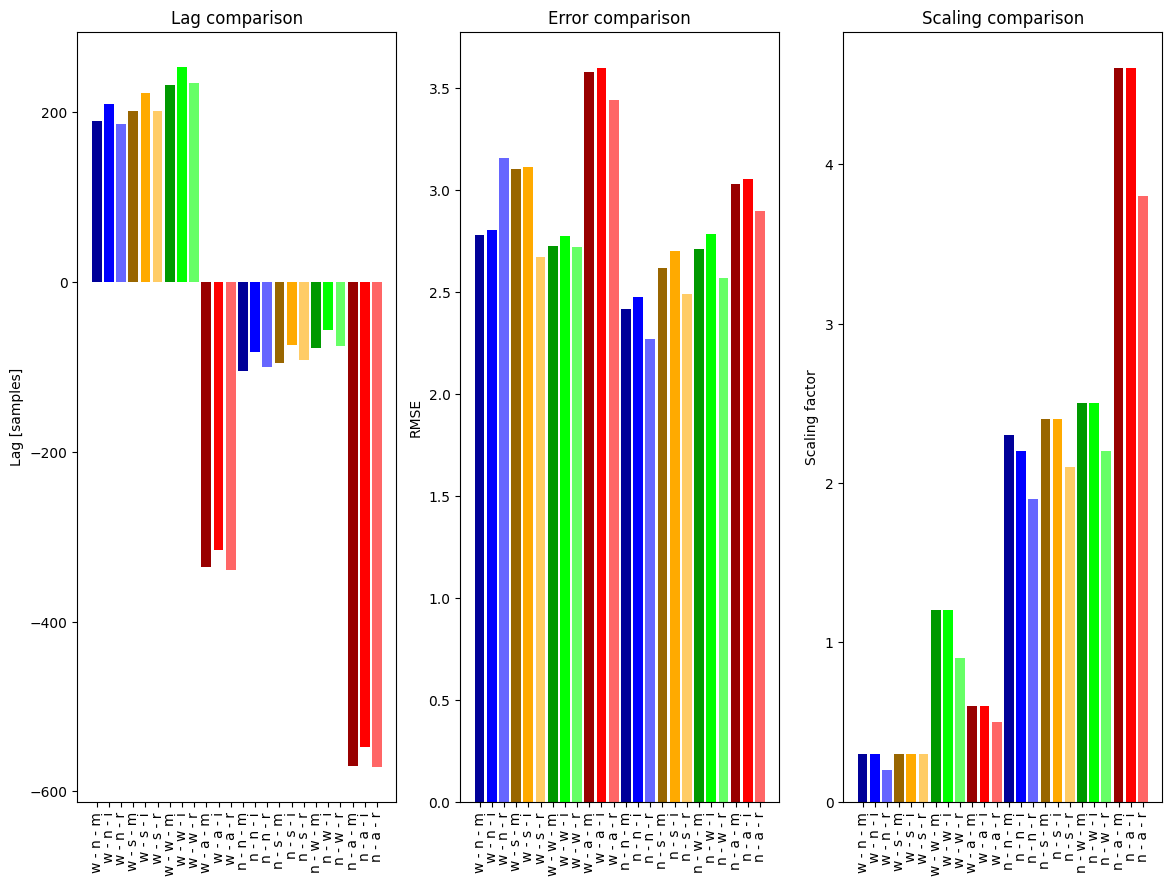 Lag comparison
Lag [samples]
200
0
−200
−400
−600
w - n - m
w - n - i
w - n - r
w - s - m
w - s - i
w - s - r
w - w - m
w - w - i
w - w - r
w - a - m
w - a - i
w - a - r
n - n - m
n - n - i
n - n - r
n - s - m
n - s - i
n - s - r
n - w - m
n - w - i
n - w - r
n - a - m
n - a - i
n - a - r
Error comparison
RMSE
3.5
3.0
2.5
2.0
1.5
1.0
0.5
0.0
w - n - m
w - n - i
w - n - r
w - s - m
w - s - i
w - s - r
w - w - m
w - w - i
w - w - r
w - a - m
w - a - i
w - a - r
n - n - m
n - n - i
n - n - r
n - s - m
n - s - i
n - s - r
n - w - m
n - w - i
n - w - r
n - a - m
n - a - i
n - a - r
Scaling comparison
Scaling factor
4
3
2
1
0
w - n - m
w - n - i
w - n - r
w - s - m
w - s - i
w - s - r
w - w - m
w - w - i
w - w - r
w - a - m
w - a - i
w - a - r
n - n - m
n - n - i
n - n - r
n - s - m
n - s - i
n - s - r
n - w - m
n - w - i
n - w - r
n - a - m
n - a - i
n - a - r